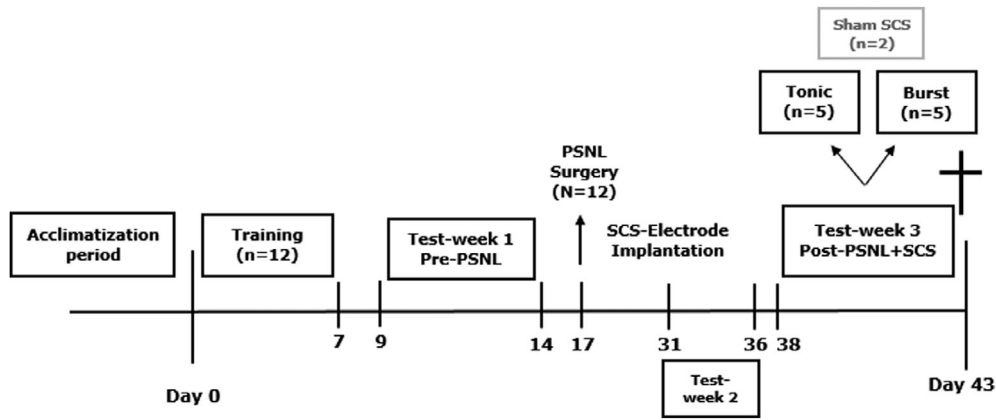 Sham SCS
(n=2)
Tonic
(n=5)
Burst
(n=5)
PSNL
Surgery
(N=12)
Acclimatization
period
Training
(n=12)
Test-week 1
Pre-PSNL
SCS-Electrode
Implantation
Test-week 3
Post-PSNL+SCS
7
9
14
17
31
36
38
Day 0
Test-
week 2
Day 43